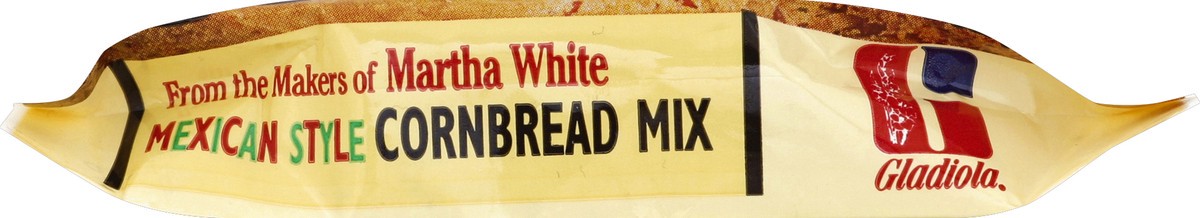 From the Makers of Martha White
MEXICAN STYLE CORNBREAD MIX
Gladiola.